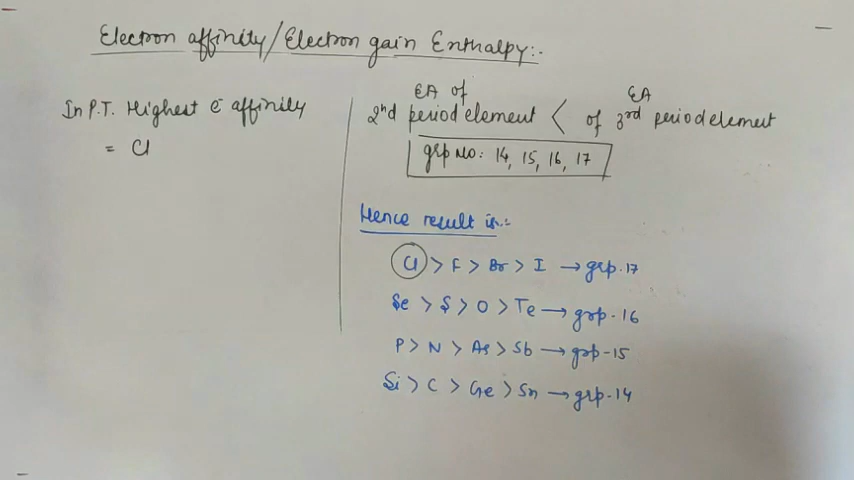 Electron affinity/Electron gain Enthalpy:-
In P.T. Highest e⁻ affinity
= Cl
EA of
2nd period element < EA of 3rd period element
grp No: 14, 15, 16, 17
Hence result is:-
Cl > F > Br > I → grp. 17
Se > S > O > Te → grp. 16
P > N > As > Sb → grp. 15
Si > C > Ge > Sn → grp. 14